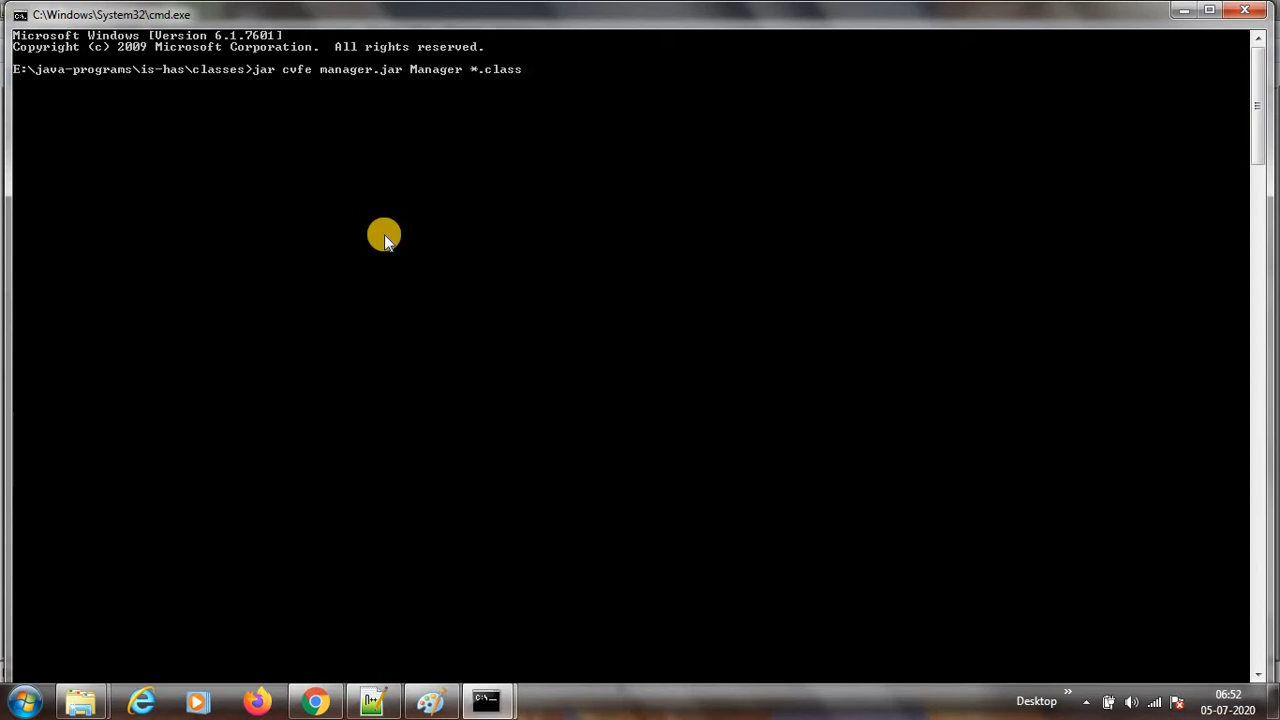 C:\Windows\System32\cmd.exe
Microsoft Windows [Version 6.1.7601]
Copyright (c) 2009 Microsoft Corporation.  All rights reserved.
E:\java-programs\is-has\classes>jar cvfe manager.jar Manager *.class
Desktop
06:52
05-07-2020